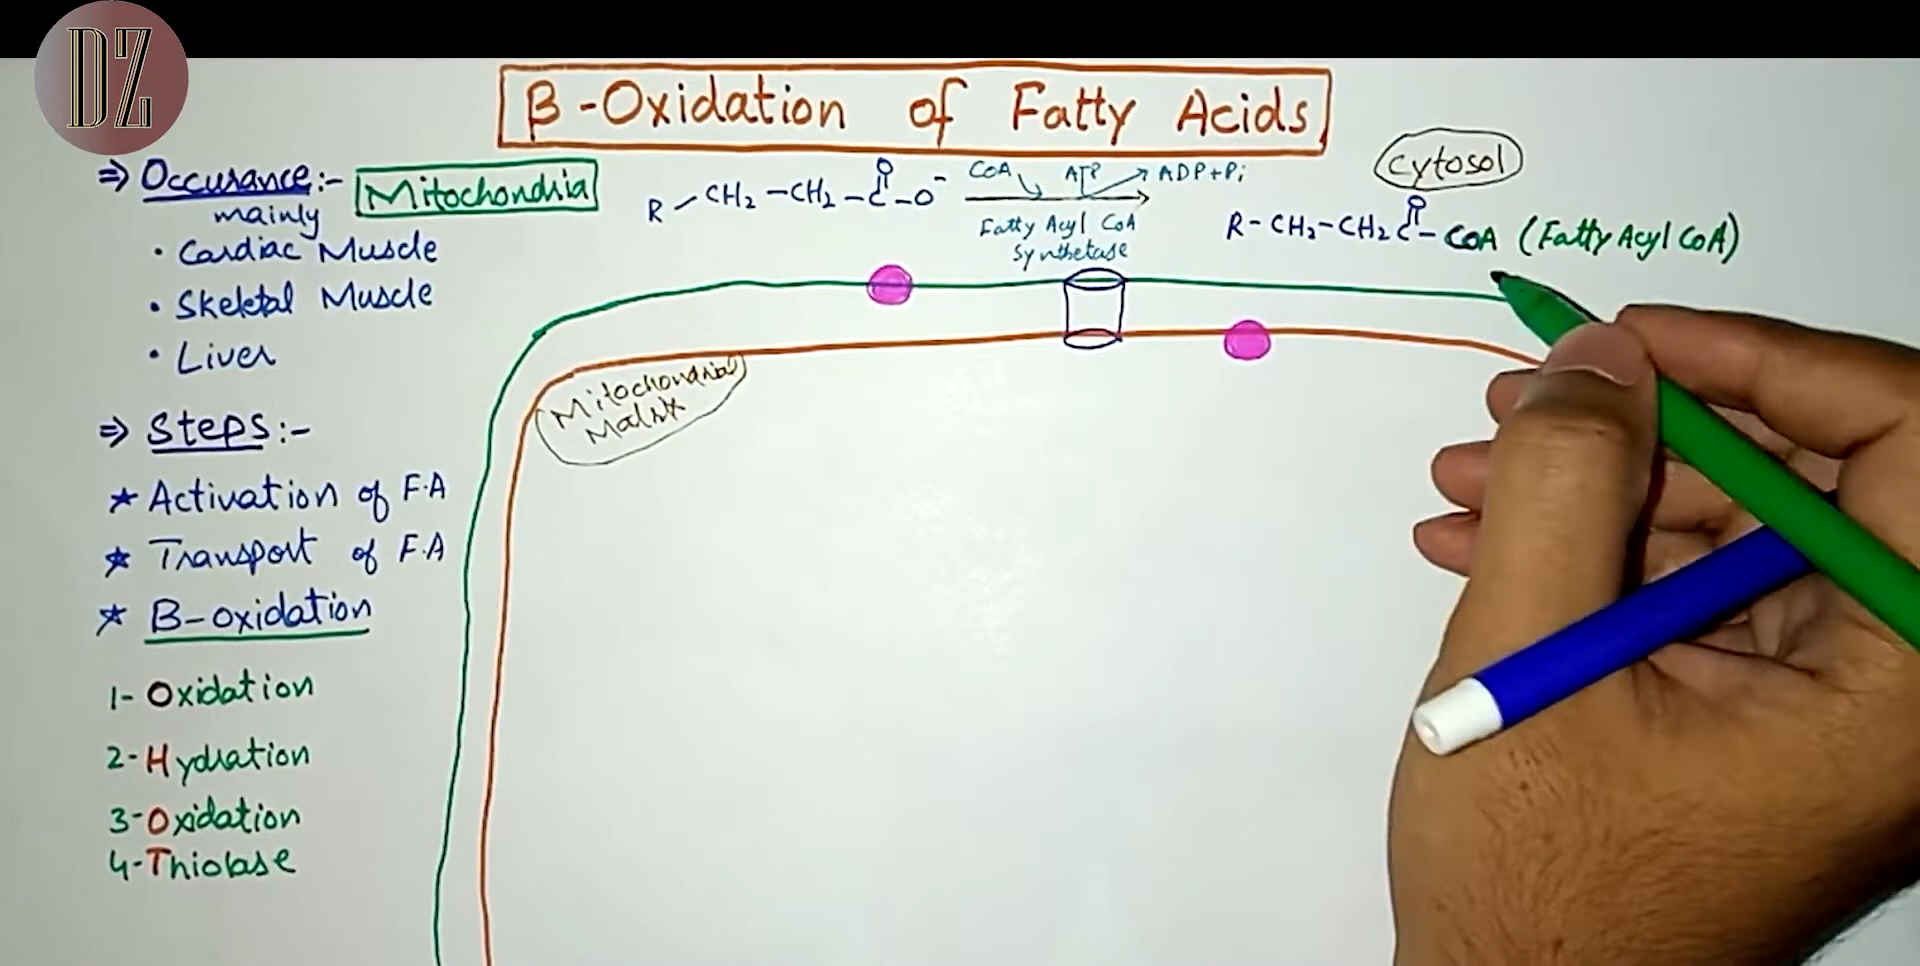 DZ
β-Oxidation of Fatty Acids
⇒ Occurance:- Mitochondria
mainly
• Cardiac Muscle
• Skeletal Muscle
• Liver
⇒ Steps:-
★ Activation of F.A
★ Transport of F.A
★ B-oxidation
1- Oxidation
2- Hydration
3- Oxidation
4- Thiolase
R-CH₂-CH₂-C-O⁻
O
CoA ATP ADP+Pi
Fatty Acyl CoA
Synthetase
Cytosol
O
R-CH₂-CH₂C-CoA (Fatty Acyl CoA)
Mitochondrial
Matrix